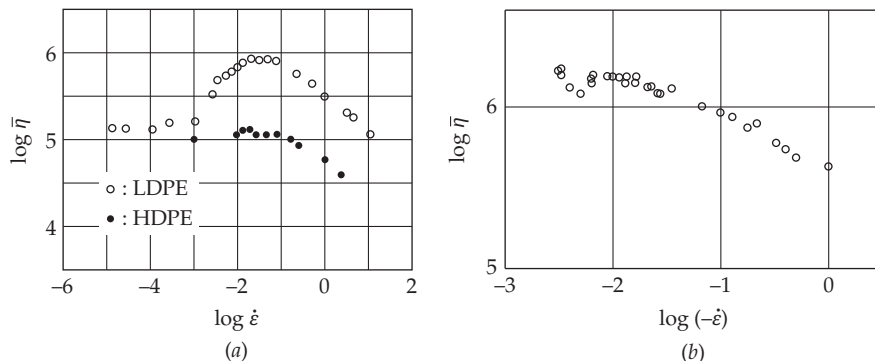 6
5
4
log η̄
○ : LDPE
● : HDPE
–6 –4 –2 0 2
log ε̇
(a)
6
5
log η̄
–3 –2 –1 0
log (–ε̇)
(b)